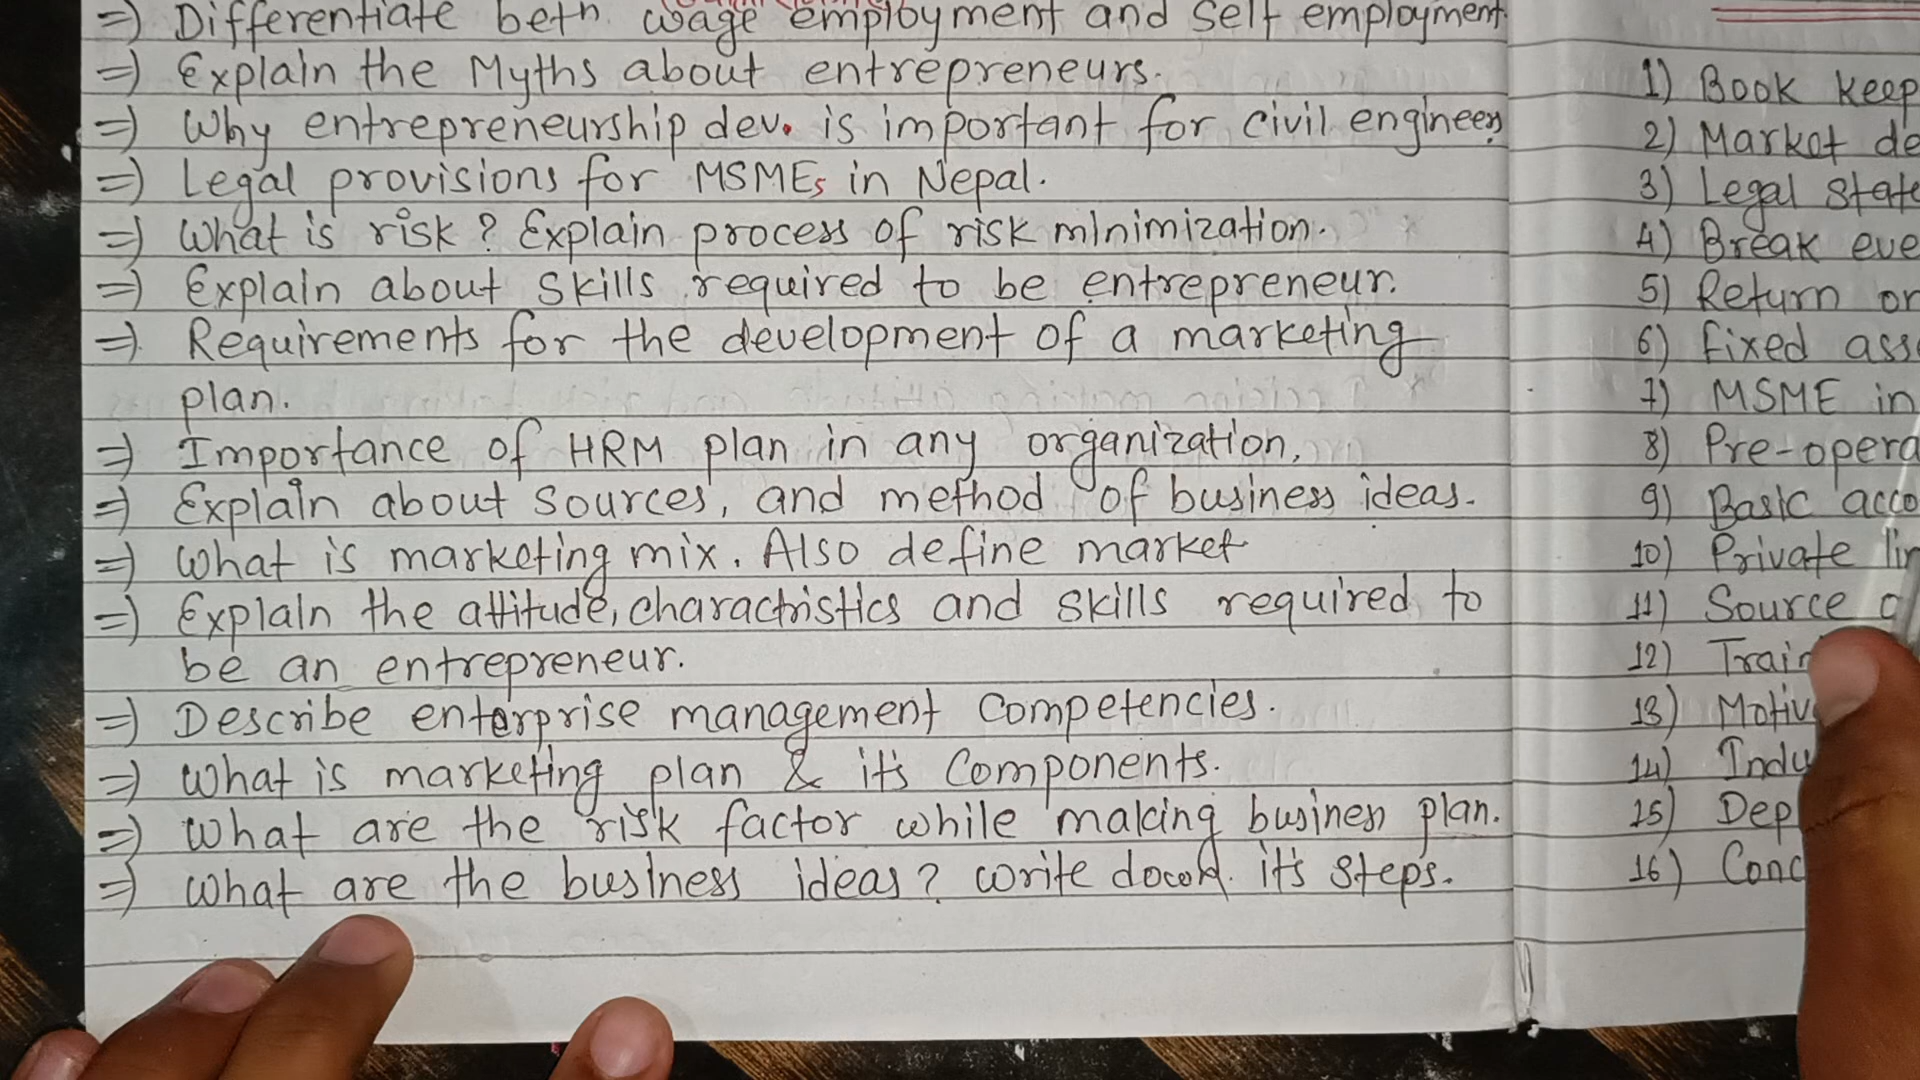 =) Differentiate betn wage employment and self employment
=) Explain the Myths about entrepreneurs.
=) Why entrepreneurship dev. is important for civil engineers
=) Legal provisions for MSMEs in Nepal.
=) What is risk? Explain process of risk minimization.
=) Explain about skills required to be entrepreneur.
=) Requirements for the development of a marketing
plan.
=) Importance of HRM plan in any organization,
=) Explain about sources, and method of business ideas.
=) What is marketing mix. Also define market
=) Explain the attitude, charactristics and skills required to
be an entrepreneur.
=) Describe enterprise management competencies.
=) What is marketing plan & it's components.
=) What are the risk factor while making business plan.
=) What are the business ideas? Write down it's steps.
1) Book keep
2) Market de
3) Legal State
4) Break eve
5) Return on
6) Fixed ass
7) MSME in
8) Pre-opera
9) Basic acco
10) Private lim
11) Source
12) Train
13) Motiv
14) Indu
15) Dep
16) Conc